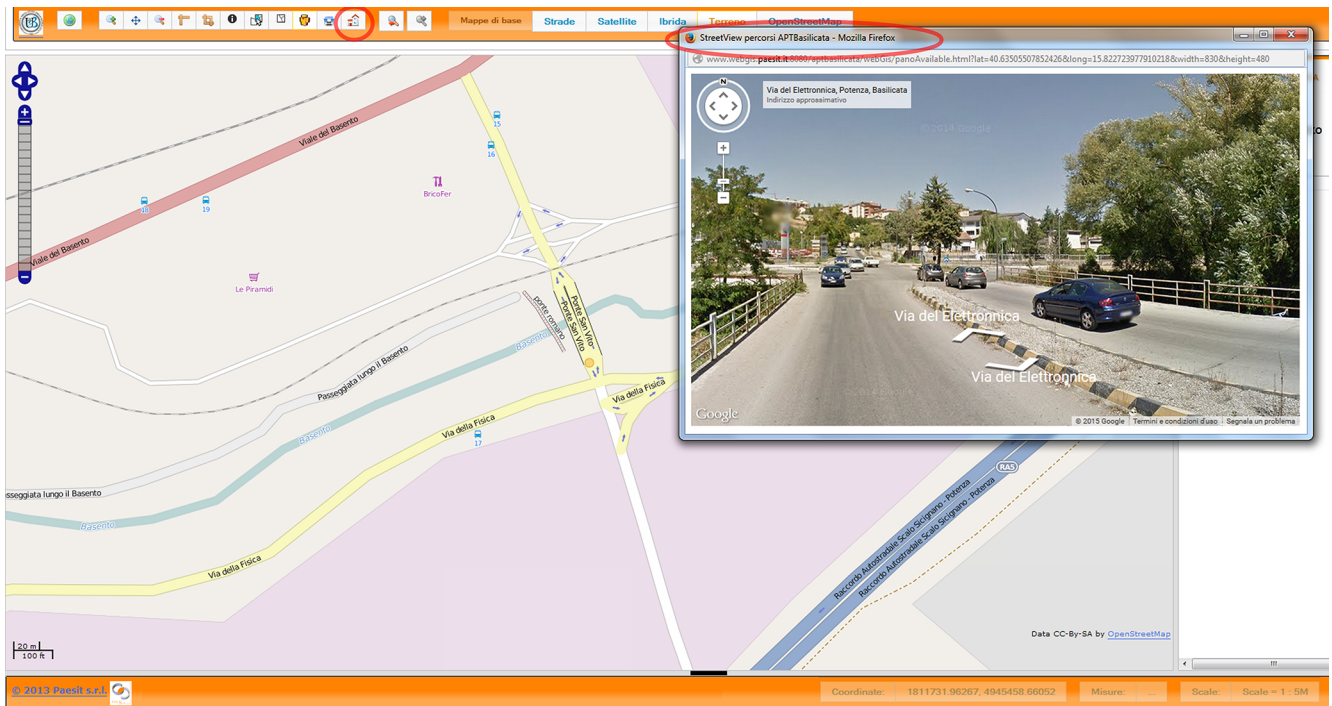 Mappe di base Strade Satellite Ibrida Terreno OpenStreetMap
StreetView percorsi APTBasilicata - Mozilla Firefox
www.webgis.paesit.it:8080/aptbasilicata/webGis/panoAvailable.html?lat=40.63505507852426&long=15.822723977910218&width=830&height=480
N
Via del Elettronnica, Potenza, Basilicata
Indirizzo approssimativo
Via del Elettronnica
Via del Elettronnica
Google
© 2015 Google Termini e condizioni d'uso Segnala un problema
Viale del Basento
15
16
BricoFer
18
19
Viale del Basento
Le Piramidi
ponte romano
Ponte San Vito
Ponte San Vito
Basento
Passeggiata lungo il Basento
Via della Fisica
Via della Fisica
17
Basento
RA5
Raccordo Autostradale Scalo Sicignano - Potenza
Raccordo Autostradale Scalo Sicignano - Potenza
sseggiata lungo il Basento
Basento
Via della Fisica
Data CC-By-SA by OpenStreetMap
20 m
100 ft
© 2013 Paesit s.r.l.
Coordinate: 1811731.96267, 4945458.66052 Misure: ... Scale: Scale = 1 : 5M